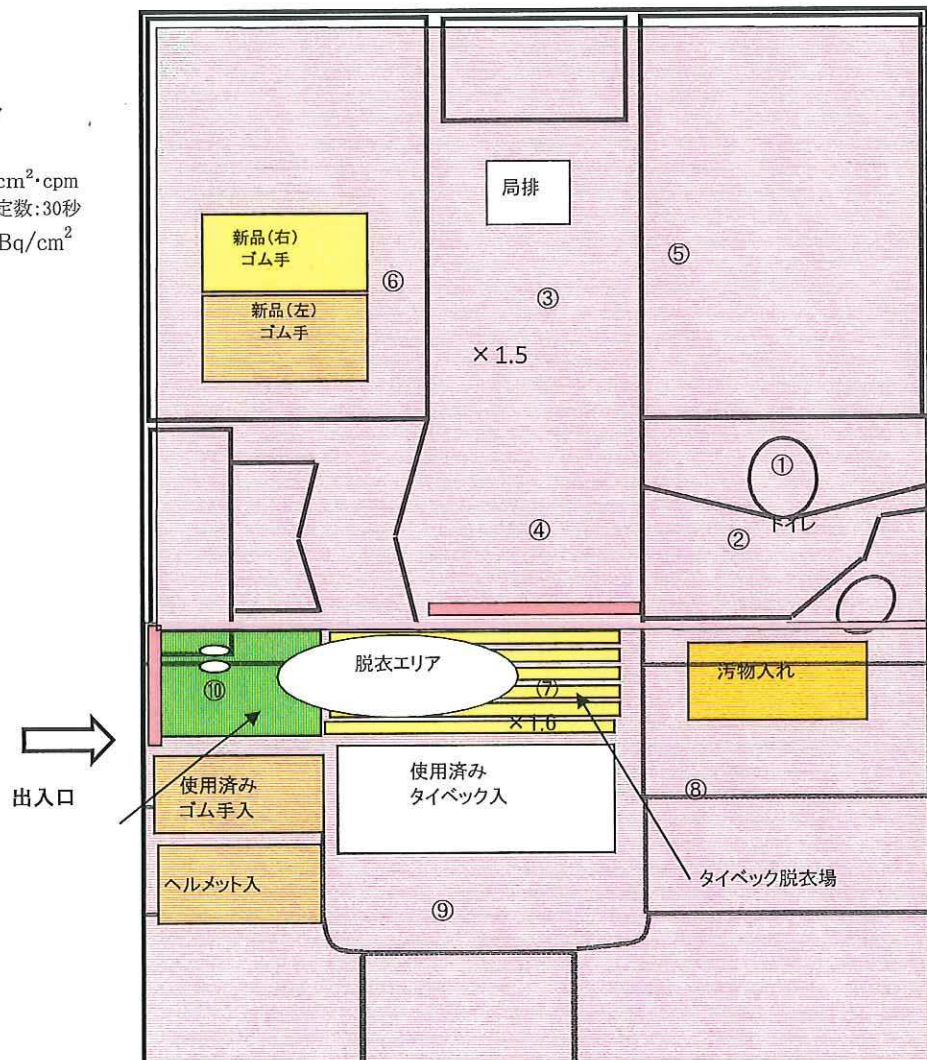 cm²・cpm
定数:30秒
Bq/cm²
局排
新品(右)
ゴム手
新品(左)
ゴム手
⑥
③
⑤
×1.5
①
トイレ
④
②
脱衣エリア
⑩
(7)
×1.6
汚物入れ
出入口
使用済み
ゴム手入
使用済み
タイベック入
⑧
ヘルメット入
タイベック脱衣場
⑨